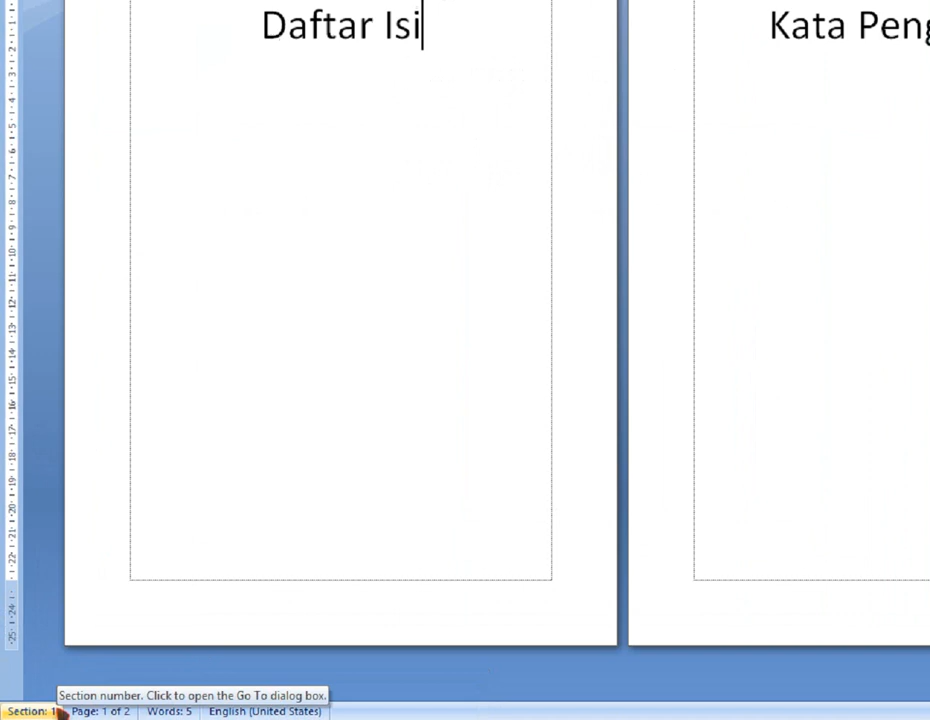 Daftar Isi
Kata Peng
Section number. Click to open the Go To dialog box.
Section: 1 Page: 1 of 2 Words: 5 English (United States)